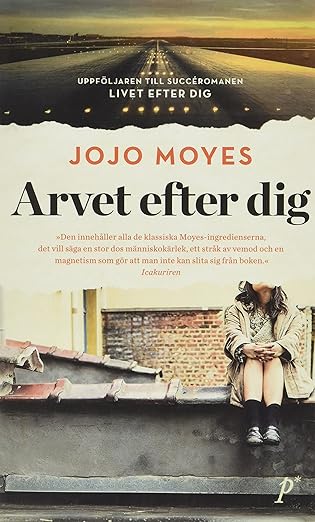 UPPFÖLJAREN TILL SUCCÉROMANEN
LIVET EFTER DIG
JOJO MOYES
Arvet efter dig
»Den innehåller alla de klassiska Moyes-ingredienserna,
det vill säga en stor dos människokärlek, ett stråk av vemod och en
magnetism som gör att man inte kan slita sig från boken.«
Icakuriren
p*